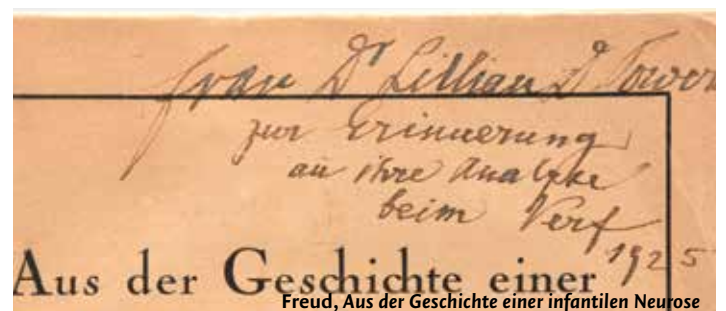 Frau Dr Lillian D. Power
zur Erinnerung
an ihre Analyse
beim Verf
1925
Aus der Geschichte einer
Freud, Aus der Geschichte einer infantilen Neurose